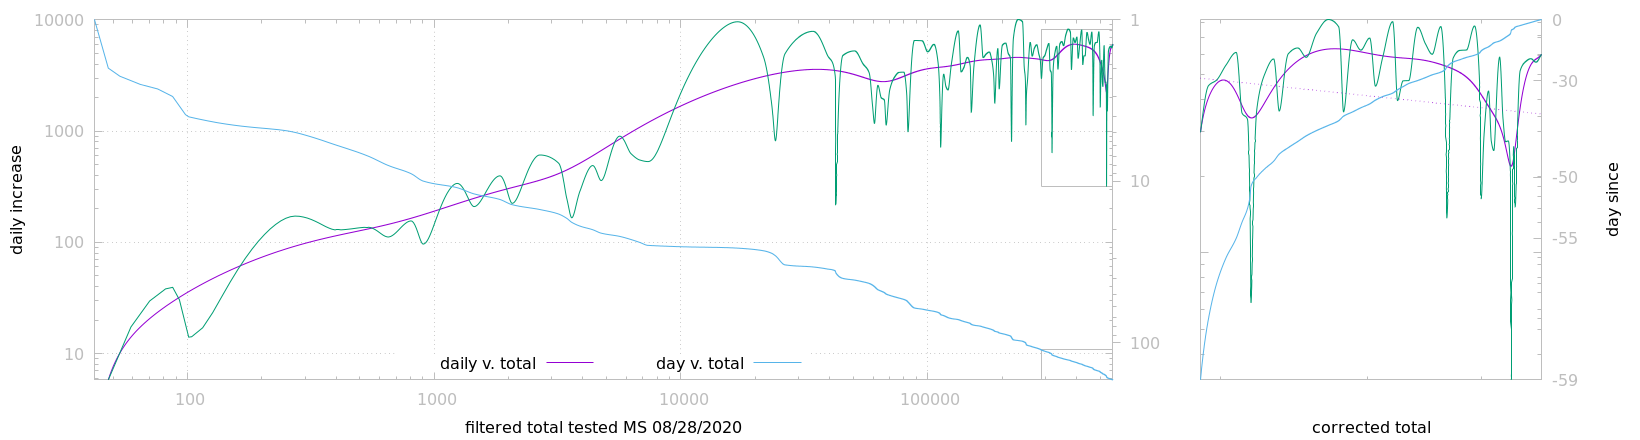 10000
1000
100
10
daily increase
100
1000
10000
100000
filtered total tested MS 08/28/2020
daily v. total
day v. total
1
10
100
0
-30
-50
-55
-59
day since
corrected total